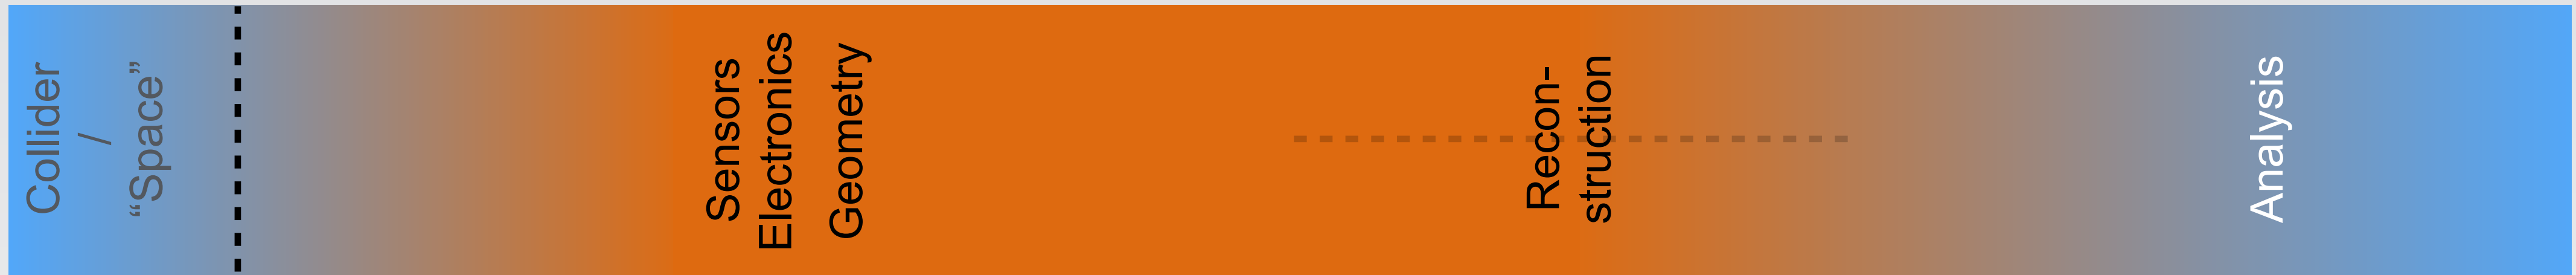 Collider
/
“Space”
Sensors
Electronics
Geometry
Recon-
struction
Analysis